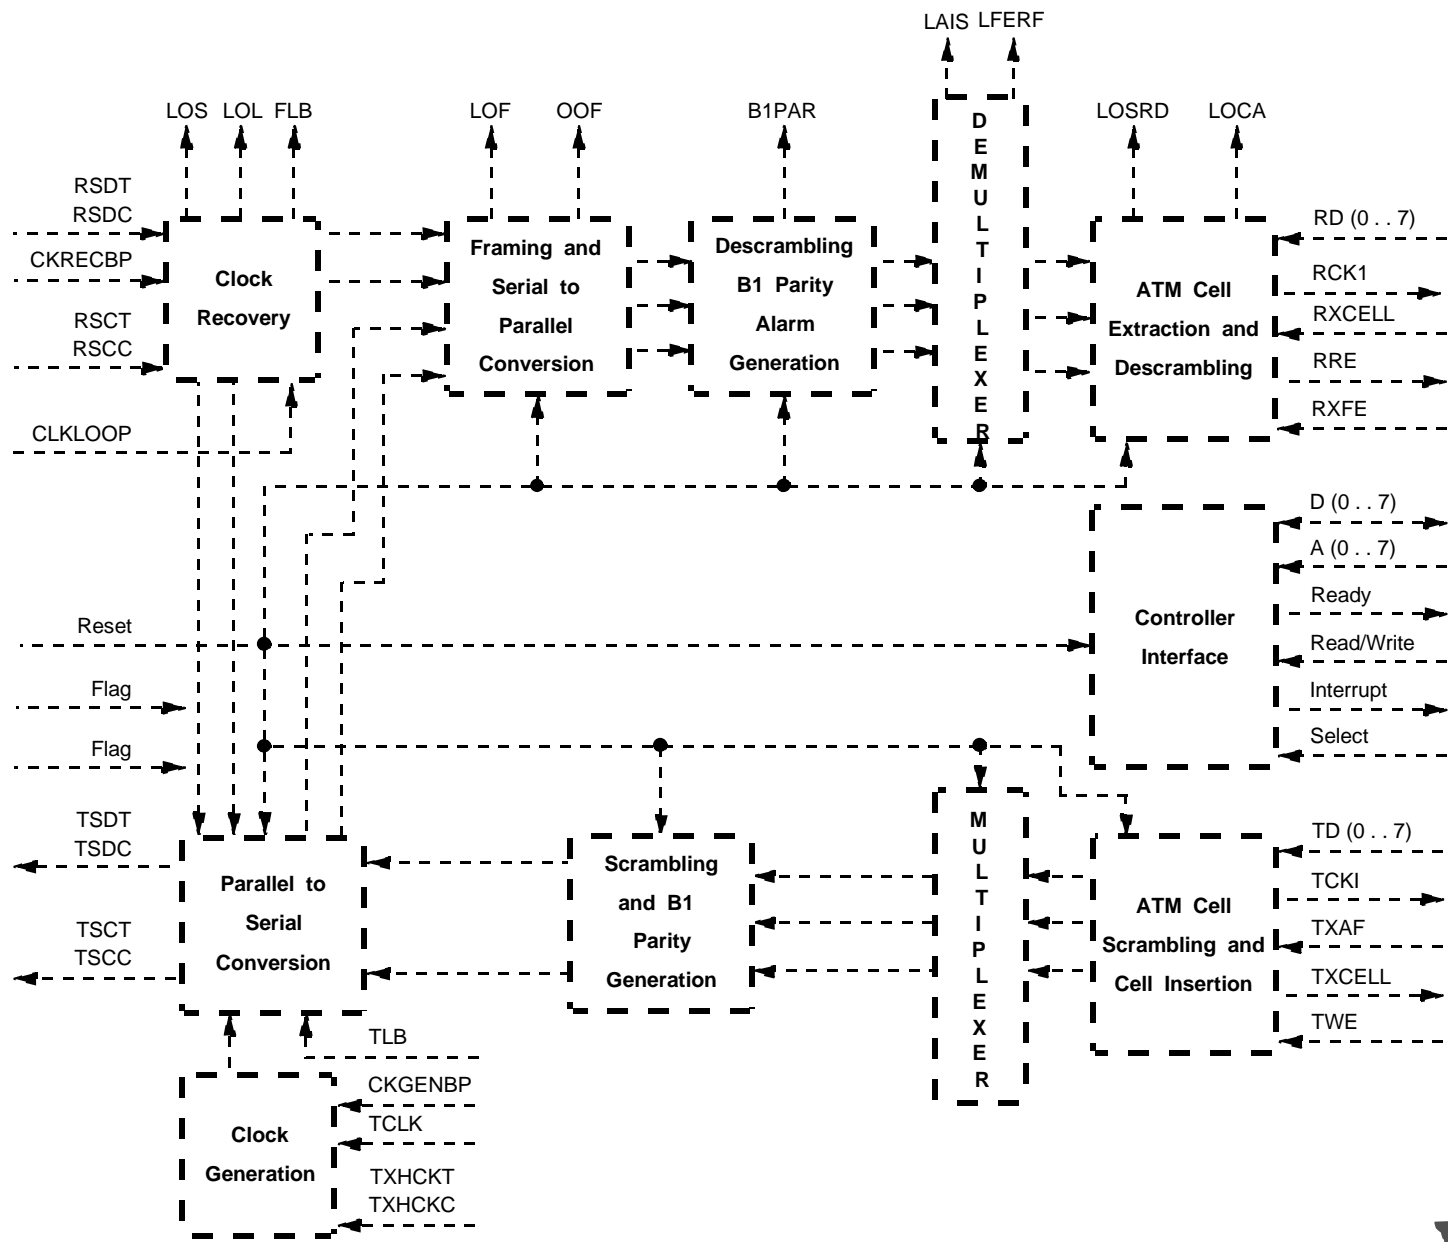 LAIS LFERF
LOS LOL FLB
LOF OOF
B1PAR
LOSRD LOCA
RSDT
RSDC
CKRECBP
RSCT
RSCC
CLKLOOP
Clock
Recovery
Framing and
Serial to
Parallel
Conversion
Descrambling
B1 Parity
Alarm
Generation
DEMULTIPLEXER
ATM Cell
Extraction and
Descrambling
RD (0 . . 7)
RCK1
RXCELL
RRE
RXFE
Reset
Flag
Flag
Controller
Interface
D (0 . . 7)
A (0 . . 7)
Ready
Read/Write
Interrupt
Select
TSDT
TSDC
TSCT
TSCC
Parallel to
Serial
Conversion
Scrambling
and B1
Parity
Generation
MULTIPLEXER
ATM Cell
Scrambling and
Cell Insertion
TD (0 . . 7)
TCKI
TXAF
TXCELL
TWE
TLB
CKGENBP
TCLK
TXHCKT
TXHCKC
Clock
Generation